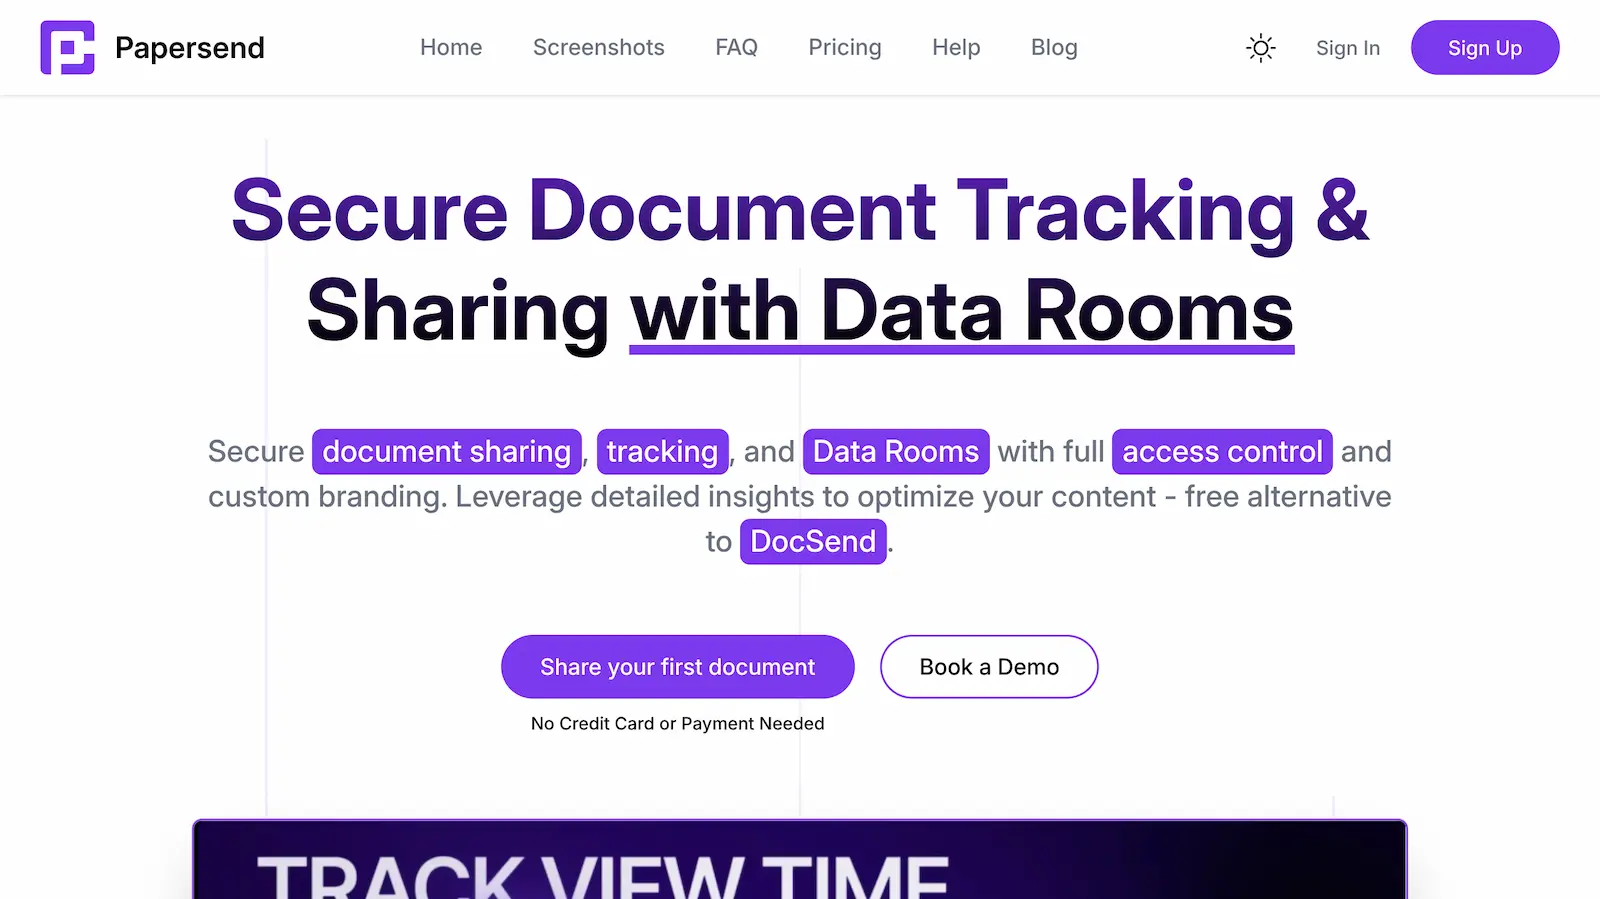 Papersend
Home Screenshots FAQ Pricing Help Blog
Sign In Sign Up
Secure Document Tracking &
Sharing with Data Rooms
Secure document sharing, tracking, and Data Rooms with full access control and
custom branding. Leverage detailed insights to optimize your content - free alternative
to DocSend.
Share your first document Book a Demo
No Credit Card or Payment Needed
TRACK VIEW TIME